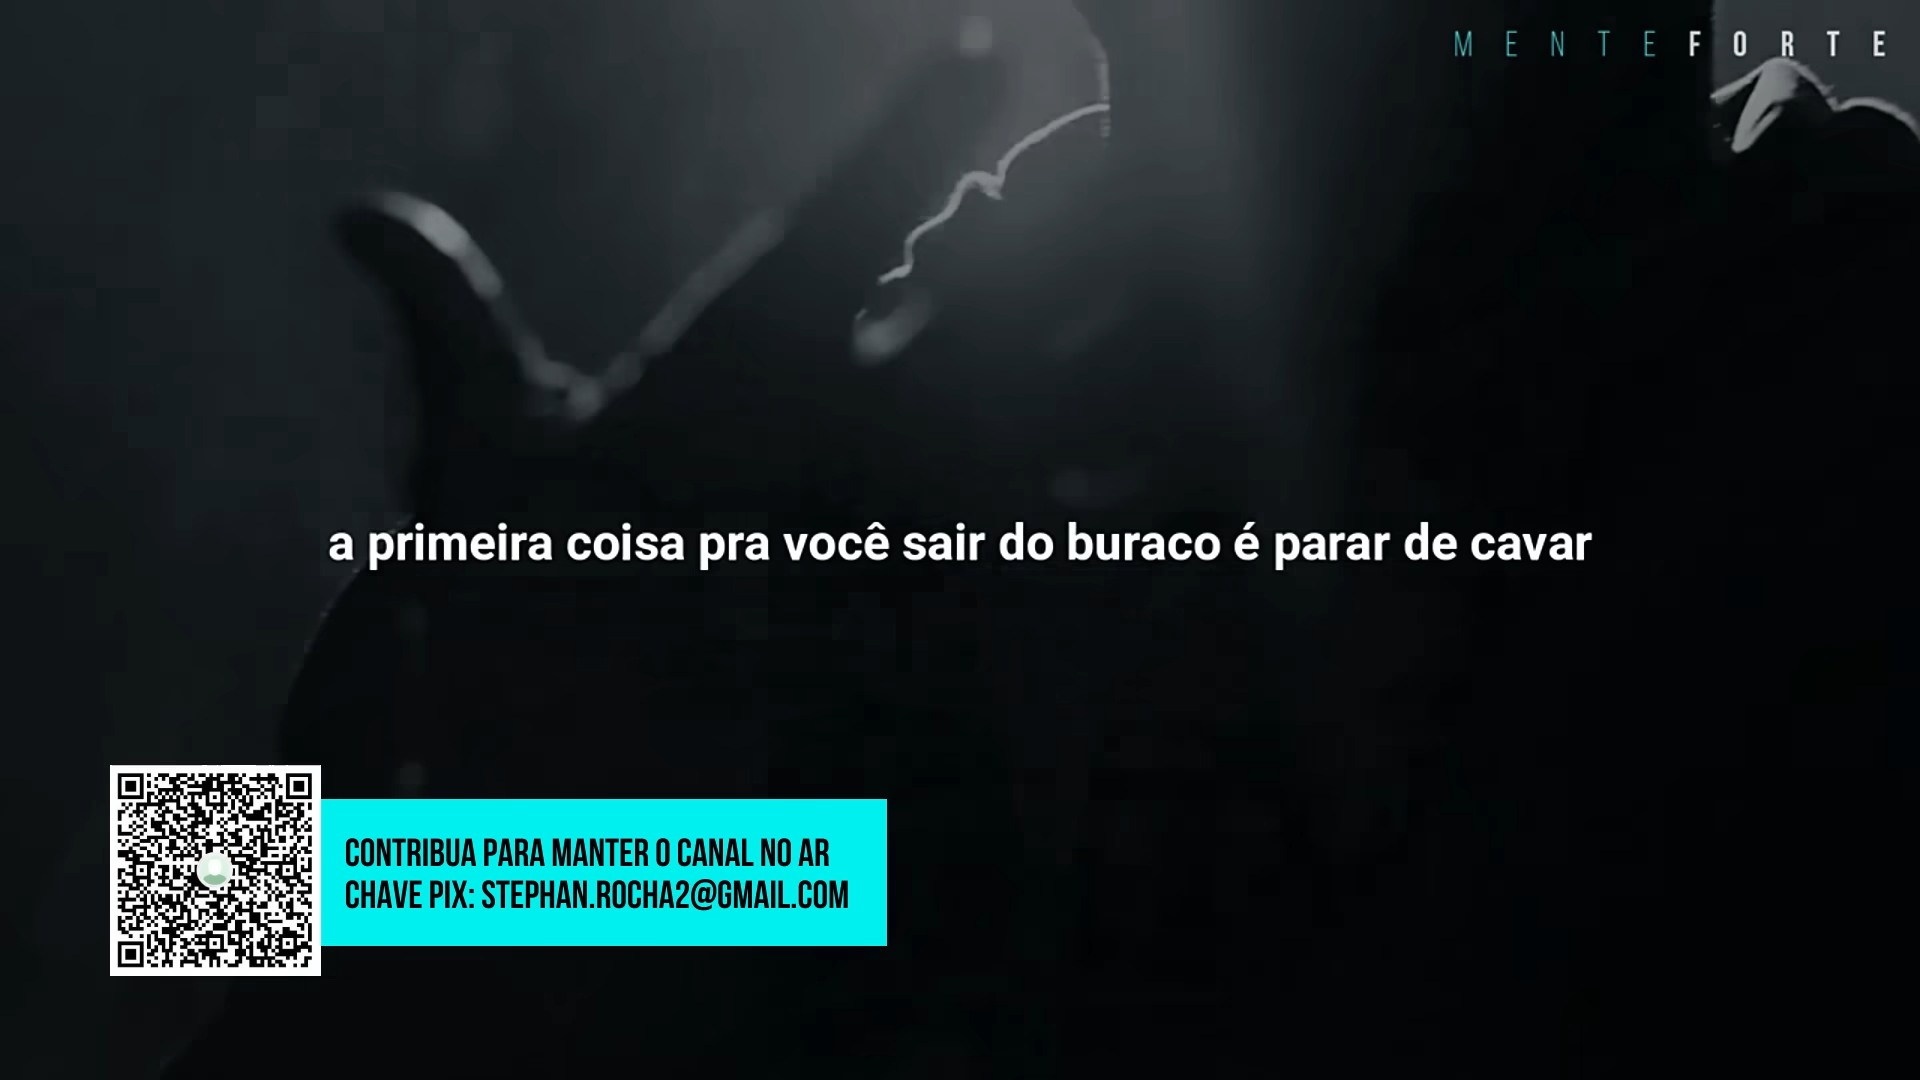 MENTEFORTE
a primeira coisa pra você sair do buraco é parar de cavar
CONTRIBUA PARA MANTER O CANAL NO AR
CHAVE PIX: STEPHAN.ROCHA2@GMAIL.COM